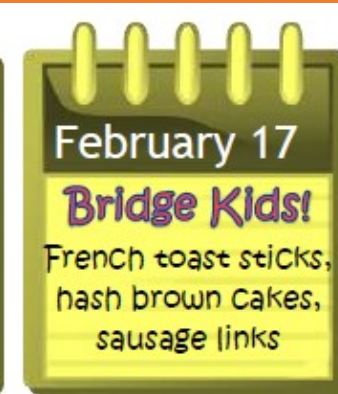 February 17
Bridge Kids!
French toast sticks,
hash brown cakes,
sausage links